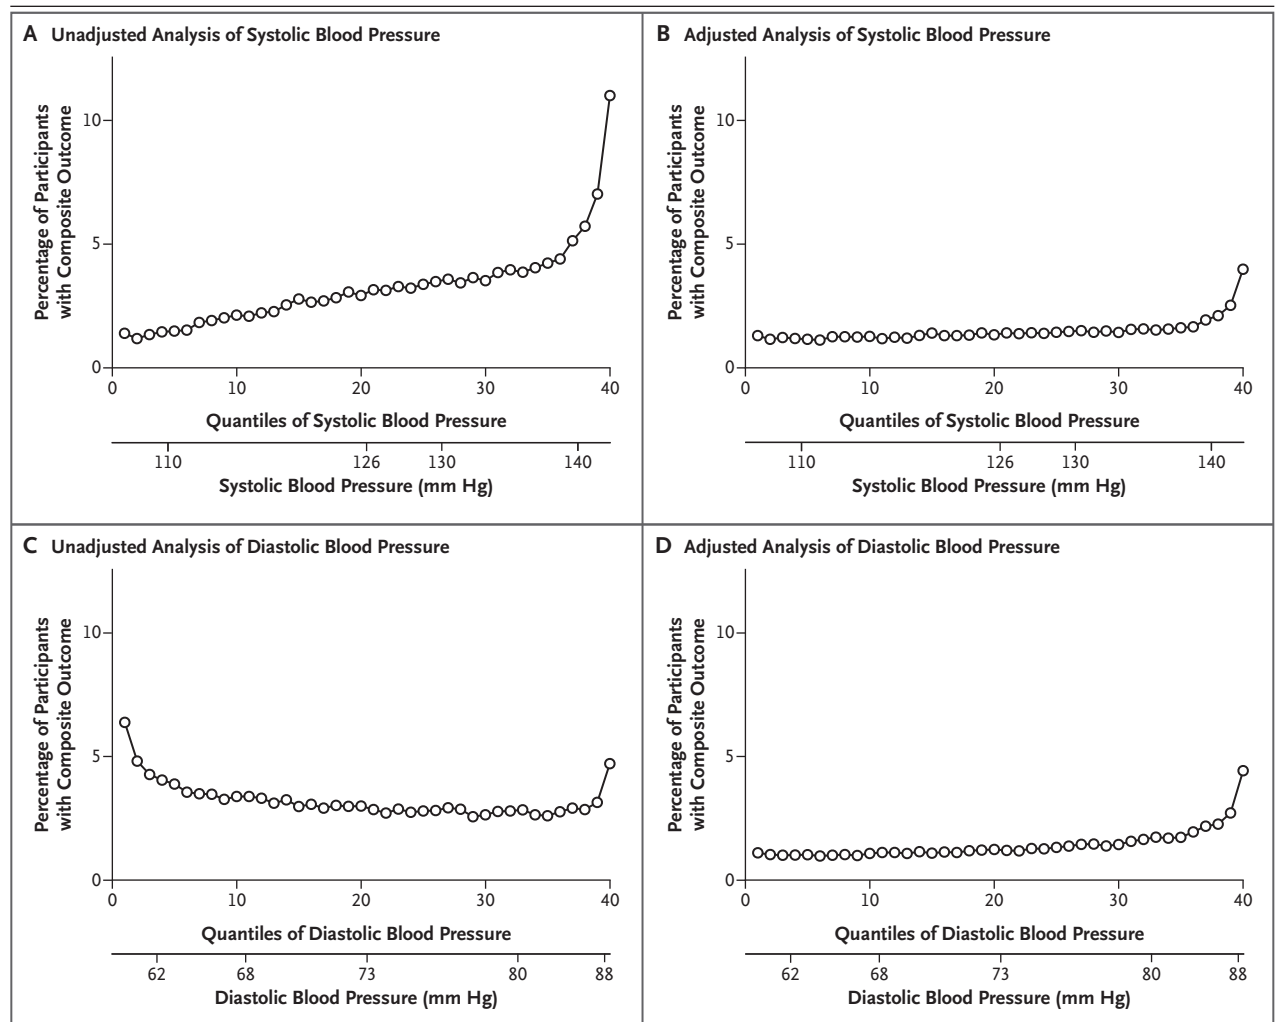 A Unadjusted Analysis of Systolic Blood Pressure
Percentage of Participants
with Composite Outcome
10
5
0
0 10 20 30 40
Quantiles of Systolic Blood Pressure
110 126 130 140
Systolic Blood Pressure (mm Hg)
B Adjusted Analysis of Systolic Blood Pressure
Percentage of Participants
with Composite Outcome
10
5
0
0 10 20 30 40
Quantiles of Systolic Blood Pressure
110 126 130 140
Systolic Blood Pressure (mm Hg)
C Unadjusted Analysis of Diastolic Blood Pressure
Percentage of Participants
with Composite Outcome
10
5
0
0 10 20 30 40
Quantiles of Diastolic Blood Pressure
62 68 73 80 88
Diastolic Blood Pressure (mm Hg)
D Adjusted Analysis of Diastolic Blood Pressure
Percentage of Participants
with Composite Outcome
10
5
0
0 10 20 30 40
Quantiles of Diastolic Blood Pressure
62 68 73 80 88
Diastolic Blood Pressure (mm Hg)